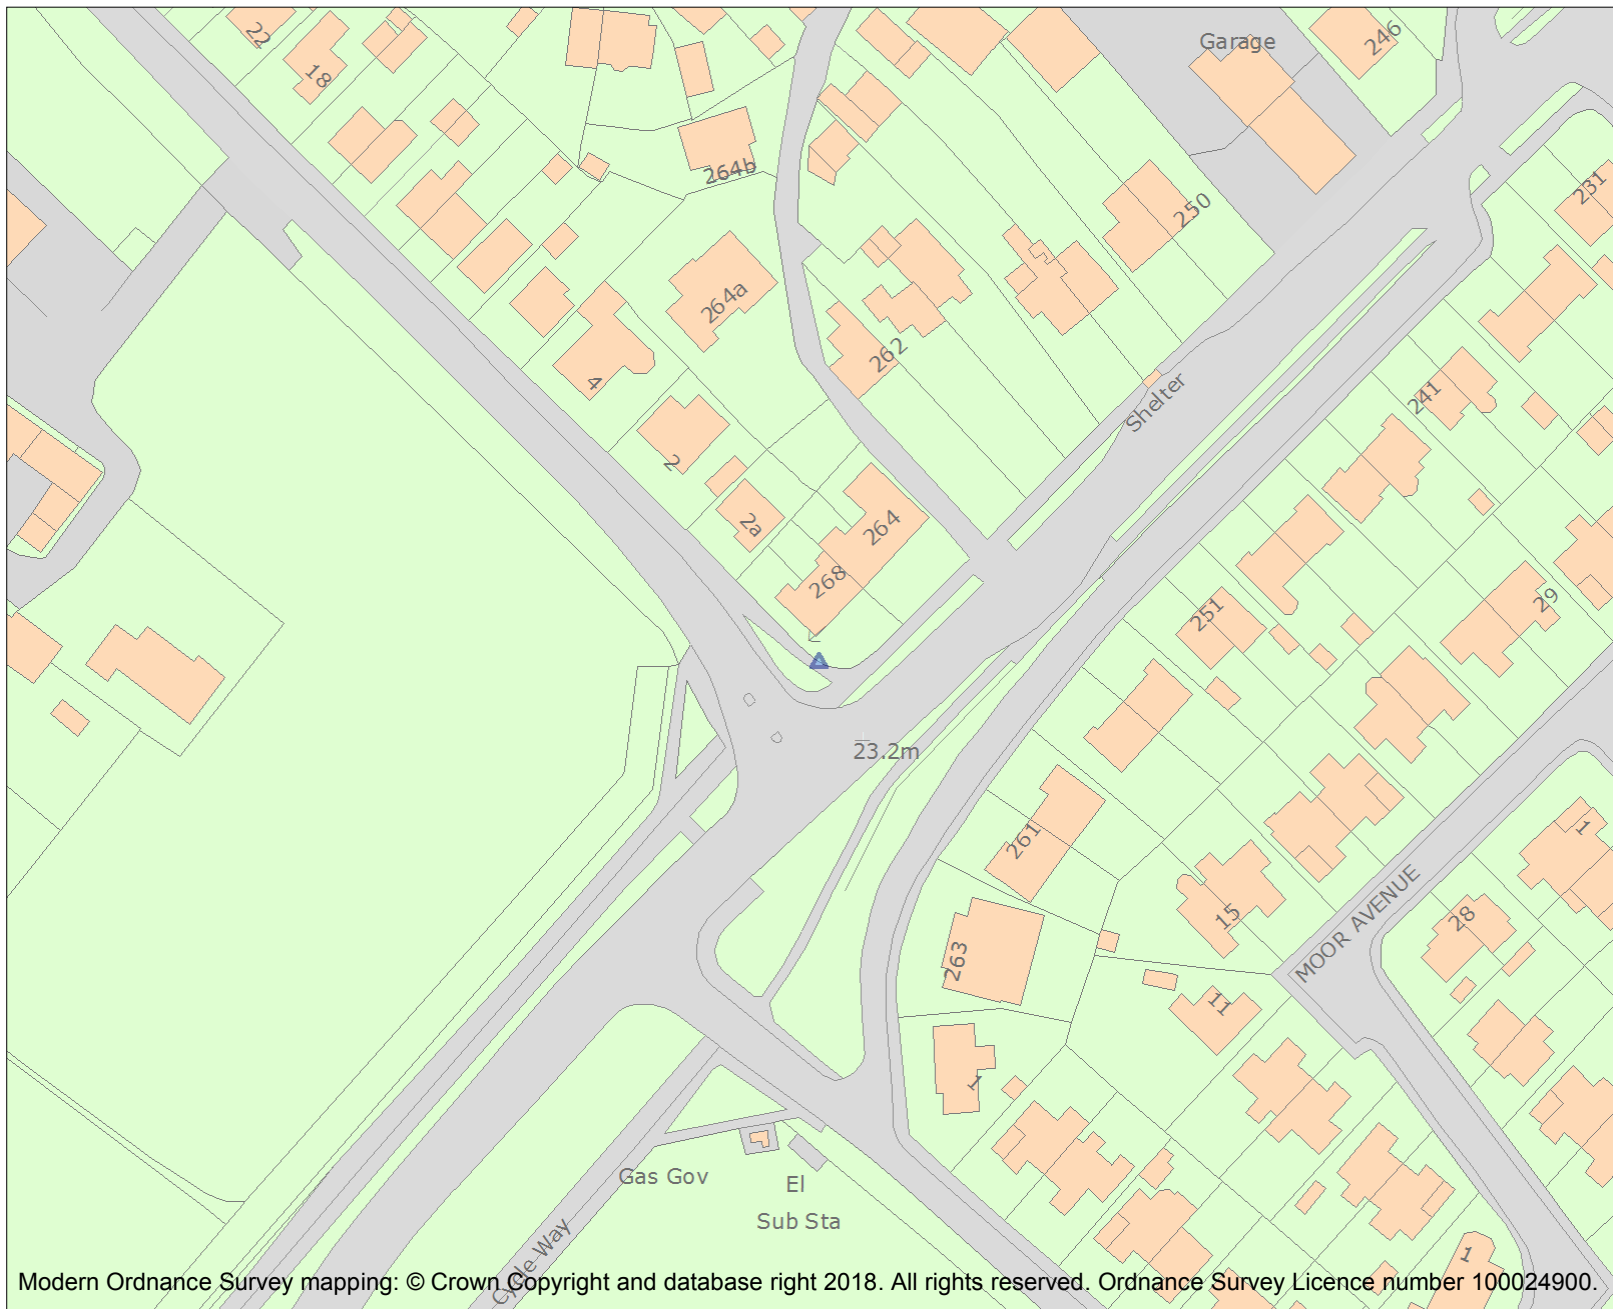 22
18
Garage
246
264b
250
231
264a
262
4
Shelter
241
2
2a
264
268
251
29
23.2m
261
1
15
MOOR AVENUE
28
263
11
1
Gas Gov
El
Sub Sta
Cycle Way
1
Modern Ordnance Survey mapping: © Crown Copyright and database right 2018. All rights reserved. Ordnance Survey Licence number 100024900.